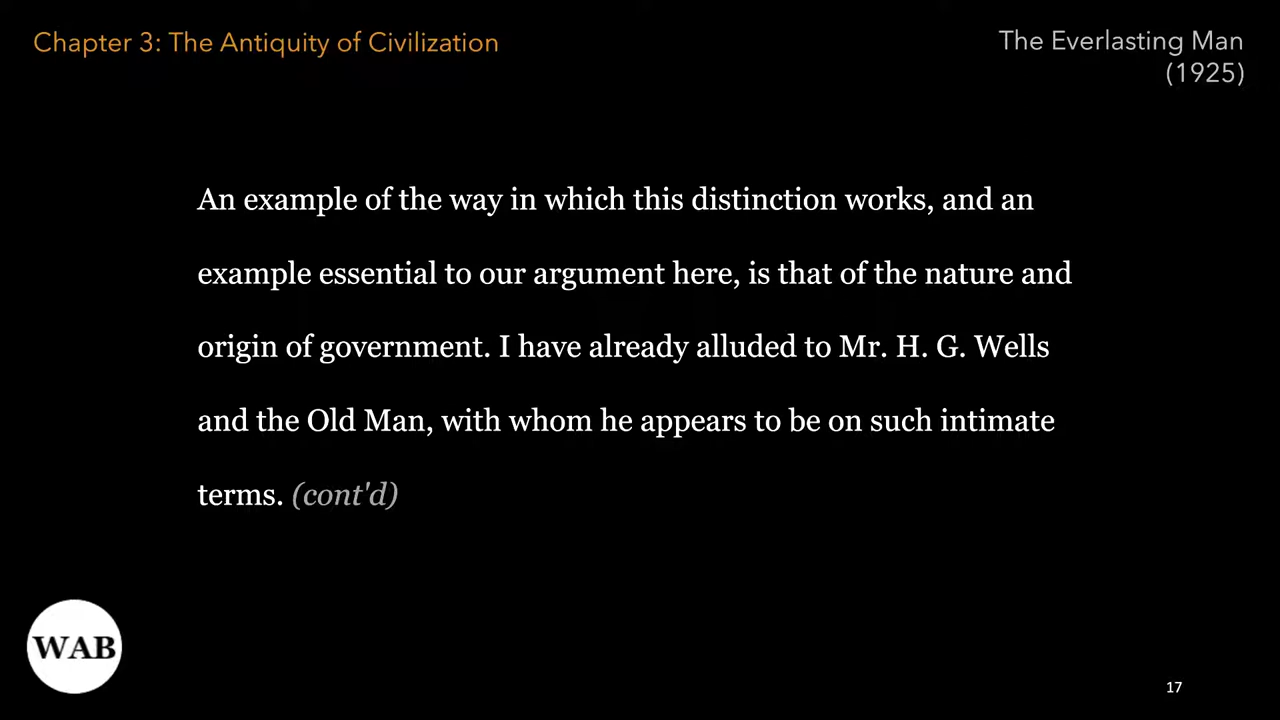 Chapter 3: The Antiquity of Civilization
The Everlasting Man
(1925)
An example of the way in which this distinction works, and an
example essential to our argument here, is that of the nature and
origin of government. I have already alluded to Mr. H. G. Wells
and the Old Man, with whom he appears to be on such intimate
terms. (cont'd)
WAB
17